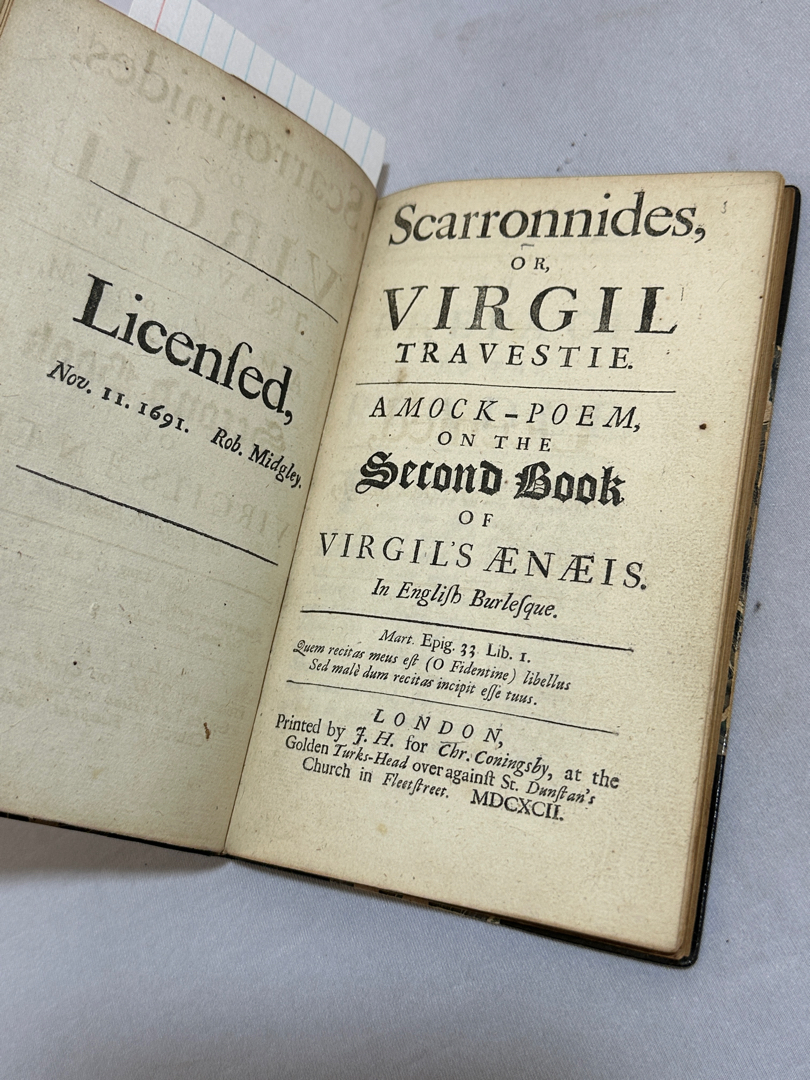 Licenſed,
Nov. 11. 1691. Rob. Midgley.
Scarronnides,
OR,
VIRGIL
TRAVESTIE.
A MOCK-POEM,
ON THE
Second Book
OF
VIRGIL'S ÆNÆIS.
In Engliſh Burleſque.
Mart. Epig. 33 Lib. 1.
Quem recitas meus eſt (O Fidentine) libellus
Sed malè dum recitas incipit eſſe tuus.
LONDON,
Printed by J. H. for Chr. Coningsby, at the
Golden Turks-Head over againſt St. Dunſtan's
Church in Fleetſtreet. MDCXCII.